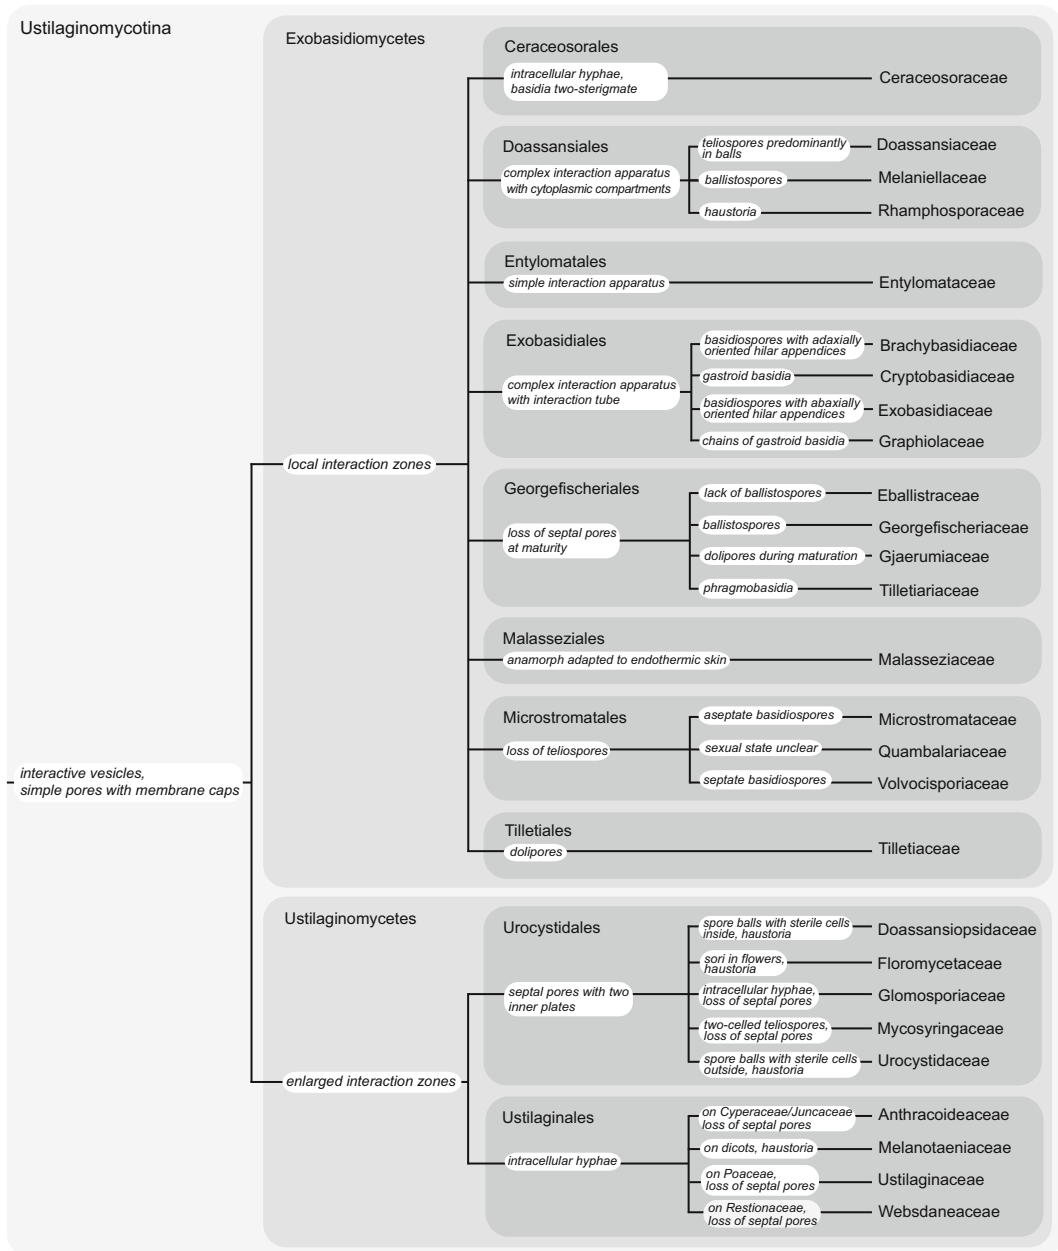 Ustilaginomycotina
Exobasidiomycetes
Ceraceosorales
intracellular hyphae,
basidia two-sterigmate
Ceraceosoraceae
Doassansiales
complex interaction apparatus
with cytoplasmic compartments
teliospores predominantly
in balls
Doassansiaceae
ballistospores
Melaniellaceae
haustoria
Rhamphosporaceae
Entylomatales
simple interaction apparatus
Entylomataceae
Exobasidiales
complex interaction apparatus
with interaction tube
basidiospores with adaxially
oriented hilar appendices
Brachybasidiaceae
gastroid basidia
Cryptobasidiaceae
basidiospores with abaxially
oriented hilar appendices
Exobasidiaceae
chains of gastroid basidia
Graphiolaceae
local interaction zones
Georgefischeriales
loss of septal pores
at maturity
lack of ballistospores
Eballistraceae
ballistospores
Georgefischeriaceae
dolipores during maturation
Gjaerumiaceae
phragmobasidia
Tilletiariaceae
Malasseziales
anamorph adapted to endothermic skin
Malasseziaceae
Microstromatales
loss of teliospores
aseptate basidiospores
Microstromataceae
sexual state unclear
Quambalariaceae
septate basidiospores
Volvocisporiaceae
interactive vesicles,
simple pores with membrane caps
Tilletiales
dolipores
Tilletiaceae
Ustilaginomycetes
Urocystidales
septal pores with two
inner plates
spore balls with sterile cells
inside, haustoria
Doassansiopsidaceae
sori in flowers,
haustoria
Floromycetaceae
intracellular hyphae,
loss of septal pores
Glomosporiaceae
two-celled teliospores,
loss of septal pores
Mycosyringaceae
spore balls with sterile cells
outside, haustoria
Urocystidaceae
enlarged interaction zones
Ustilaginales
intracellular hyphae
on Cyperaceae/Juncaceae
loss of septal pores
Anthracoideaceae
on dicots, haustoria
Melanotaeniaceae
on Poaceae,
loss of septal pores
Ustilaginaceae
on Restionaceae,
loss of septal pores
Websdaneaceae